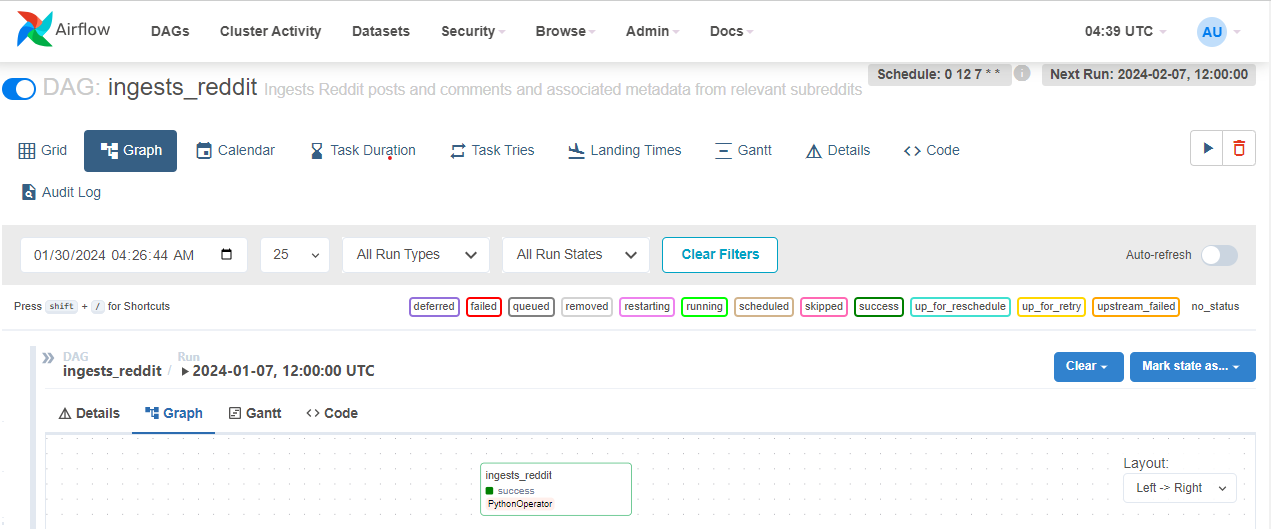 Airflow DAGs Cluster Activity Datasets Security Browse Admin Docs 04:39 UTC AU
DAG: ingests_reddit Ingests Reddit posts and comments and associated metadata from relevant subreddits Schedule: 0 12 7 * * i Next Run: 2024-02-07, 12:00:00
Grid Graph Calendar Task Duration Task Tries Landing Times Gantt Details Code
Audit Log
01/30/2024 04:26:44 AM 25 All Run Types All Run States Clear Filters Auto-refresh
Press shift + / for Shortcuts deferred failed queued removed restarting running scheduled skipped success up_for_reschedule up_for_retry upstream_failed no_status
DAG Run
ingests_reddit / 2024-01-07, 12:00:00 UTC Clear Mark state as...
Details Graph Gantt Code
Layout:
Left -> Right
ingests_reddit
success
PythonOperator